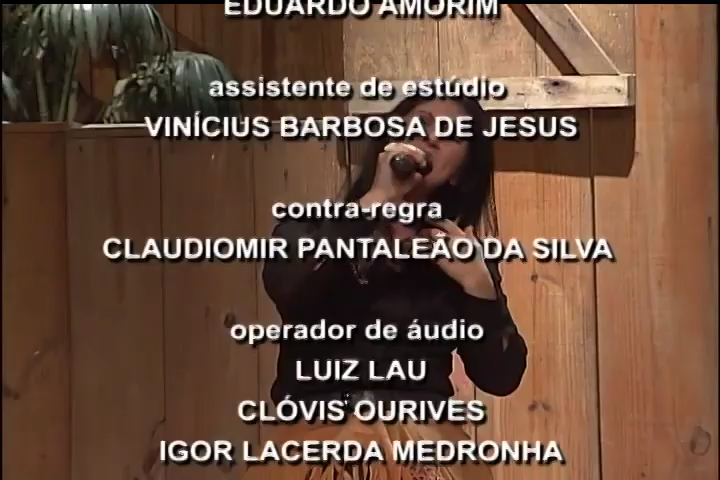 EDUARDO AMORIM
assistente de estúdio
VINÍCIUS BARBOSA DE JESUS
contra-regra
CLAUDIOMIR PANTALEÃO DA SILVA
operador de áudio
LUIZ LAU
CLÓVIS OURIVES
IGOR LACERDA MEDRONHA